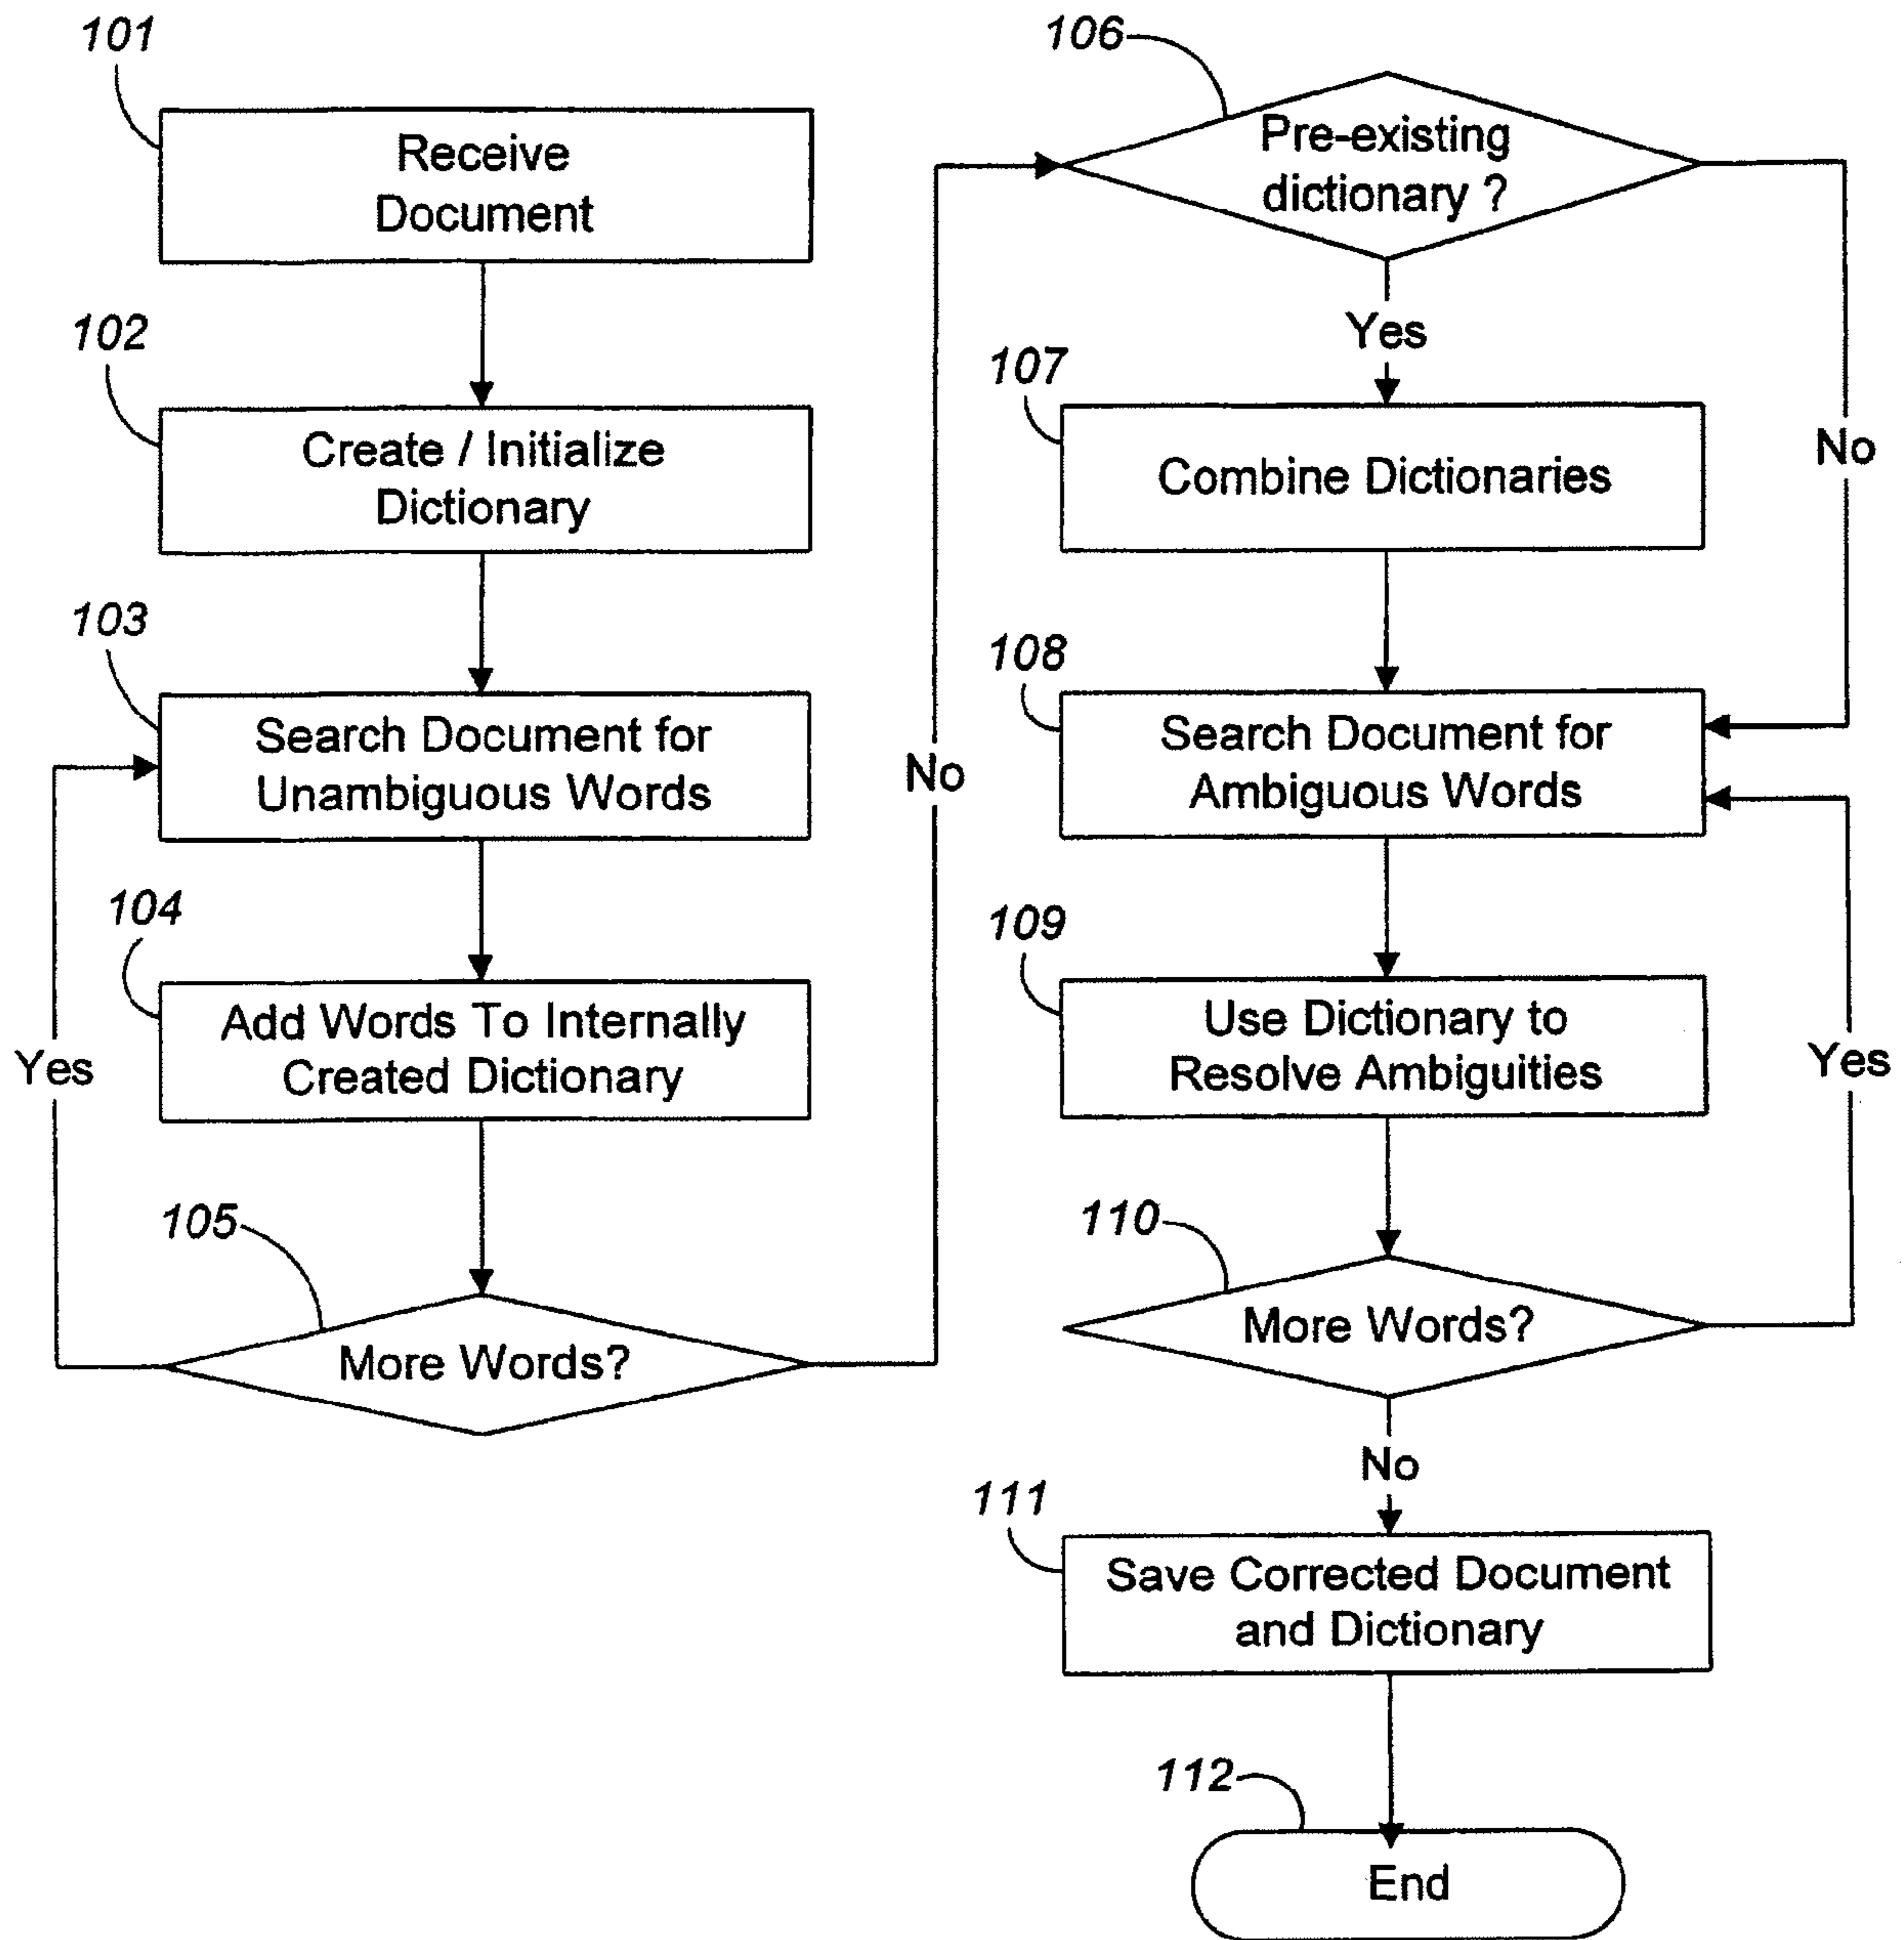 101
Receive
Document
102
Create / Initialize
Dictionary
103
Search Document for
Unambiguous Words
104
Add Words To Internally
Created Dictionary
Yes
105
More Words?
No
106
Pre-existing
dictionary ?
Yes
No
107
Combine Dictionaries
108
Search Document for
Ambiguous Words
109
Use Dictionary to
Resolve Ambiguities
Yes
110
More Words?
No
111
Save Corrected Document
and Dictionary
112
End